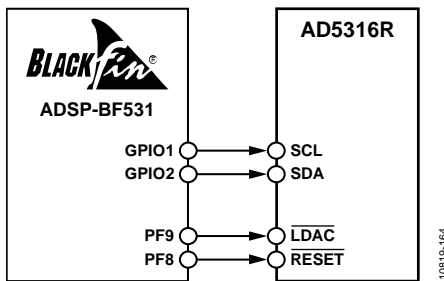 AD5316R
BLACKfin®
ADSP-BF531
GPIO1 SCL
GPIO2 SDA
PF9 LDAC
PF8 RESET
10819-164